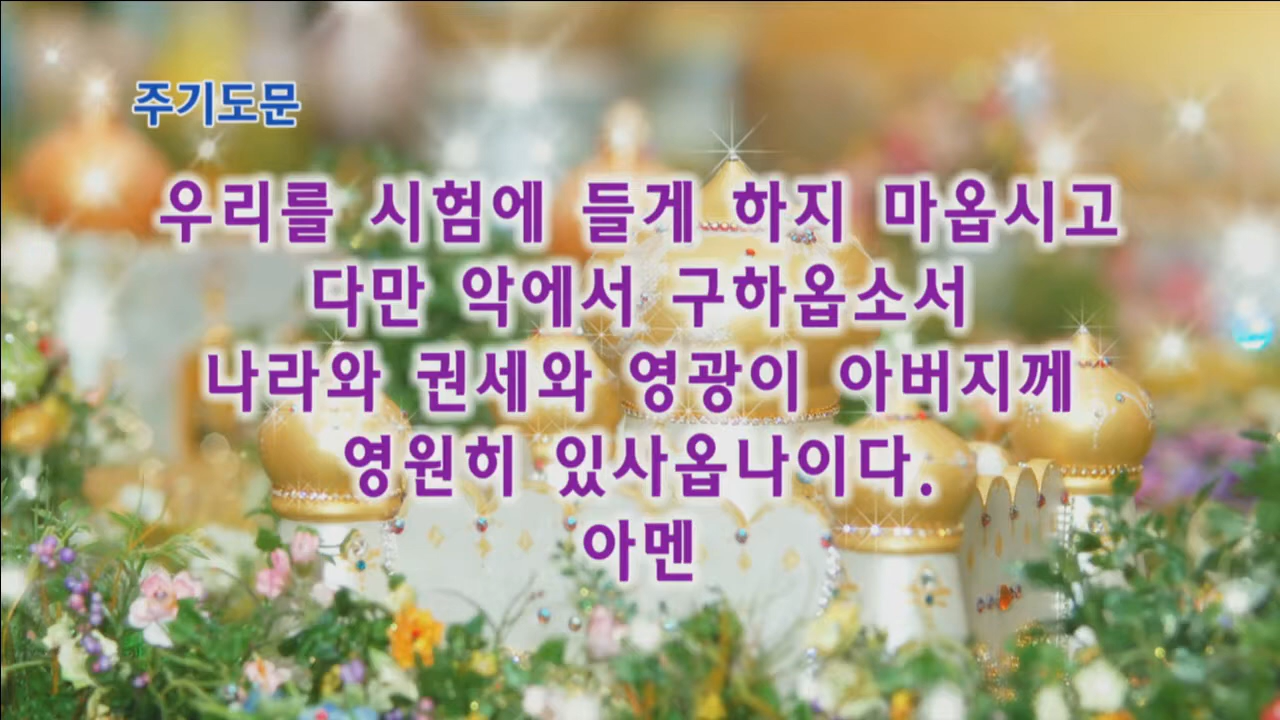 주기도문
우리를 시험에 들게 하지 마옵시고
다만 악에서 구하옵소서
나라와 권세와 영광이 아버지께
영원히 있사옵나이다.
아멘